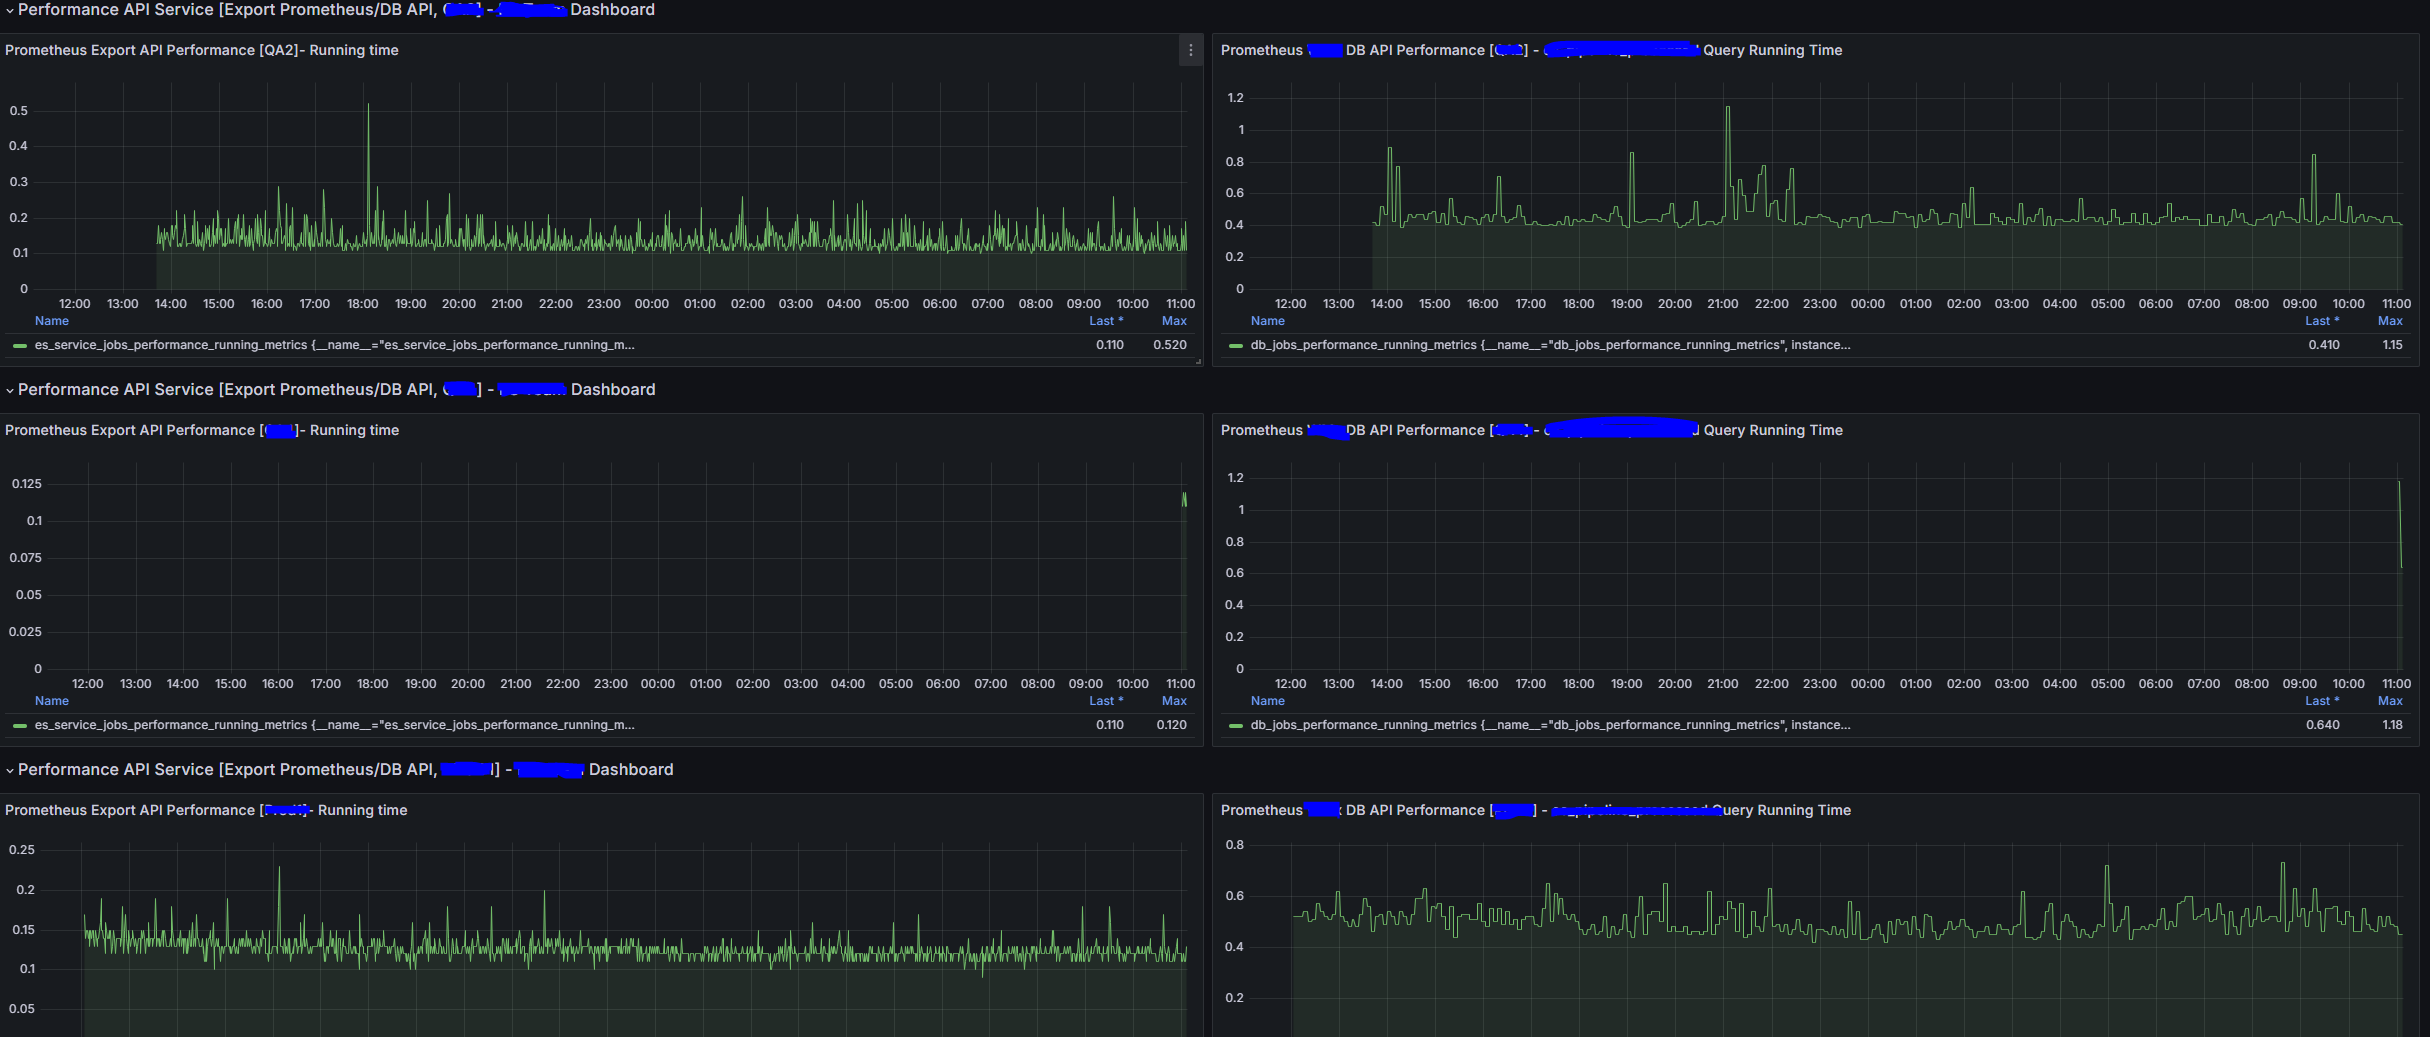 Performance API Service [Export Prometheus/DB API, ] - Dashboard
Prometheus Export API Performance [QA2]- Running time
0.5
0.4
0.3
0.2
0.1
0
12:00 13:00 14:00 15:00 16:00 17:00 18:00 19:00 20:00 21:00 22:00 23:00 00:00 01:00 02:00 03:00 04:00 05:00 06:00 07:00 08:00 09:00 10:00 11:00
Name Last * Max
es_service_jobs_performance_running_metrics {__name__="es_service_jobs_performance_running_m... 0.110 0.520
Prometheus DB API Performance [ ] - Query Running Time
1.2
1
0.8
0.6
0.4
0.2
0
12:00 13:00 14:00 15:00 16:00 17:00 18:00 19:00 20:00 21:00 22:00 23:00 00:00 01:00 02:00 03:00 04:00 05:00 06:00 07:00 08:00 09:00 10:00 11:00
Name Last * Max
db_jobs_performance_running_metrics {__name__="db_jobs_performance_running_metrics", instance... 0.410 1.15
Performance API Service [Export Prometheus/DB API, ] - Dashboard
Prometheus Export API Performance [ ]- Running time
0.125
0.1
0.075
0.05
0.025
0
12:00 13:00 14:00 15:00 16:00 17:00 18:00 19:00 20:00 21:00 22:00 23:00 00:00 01:00 02:00 03:00 04:00 05:00 06:00 07:00 08:00 09:00 10:00 11:00
Name Last * Max
es_service_jobs_performance_running_metrics {__name__="es_service_jobs_performance_running_m... 0.110 0.120
Prometheus DB API Performance [ ] - Query Running Time
1.2
1
0.8
0.6
0.4
0.2
0
12:00 13:00 14:00 15:00 16:00 17:00 18:00 19:00 20:00 21:00 22:00 23:00 00:00 01:00 02:00 03:00 04:00 05:00 06:00 07:00 08:00 09:00 10:00 11:00
Name Last * Max
db_jobs_performance_running_metrics {__name__="db_jobs_performance_running_metrics", instance... 0.640 1.18
Performance API Service [Export Prometheus/DB API, ] - Dashboard
Prometheus Export API Performance [ ]- Running time
0.25
0.2
0.15
0.1
0.05
Prometheus DB API Performance [ ] - Query Running Time
0.8
0.6
0.4
0.2